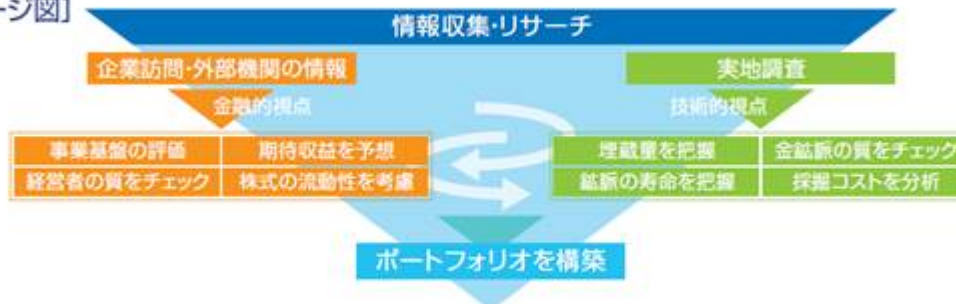 ージ図]
情報収集・リサーチ
企業訪問・外部機関の情報
実地調査
金融的視点
技術的視点
事業基盤の評価
期待収益を予想
経営者の質をチェック
株式の流動性を考慮
埋蔵量を把握
金鉱脈の質をチェック
鉱脈の寿命を把握
採掘コストを分析
ポートフォリオを構築